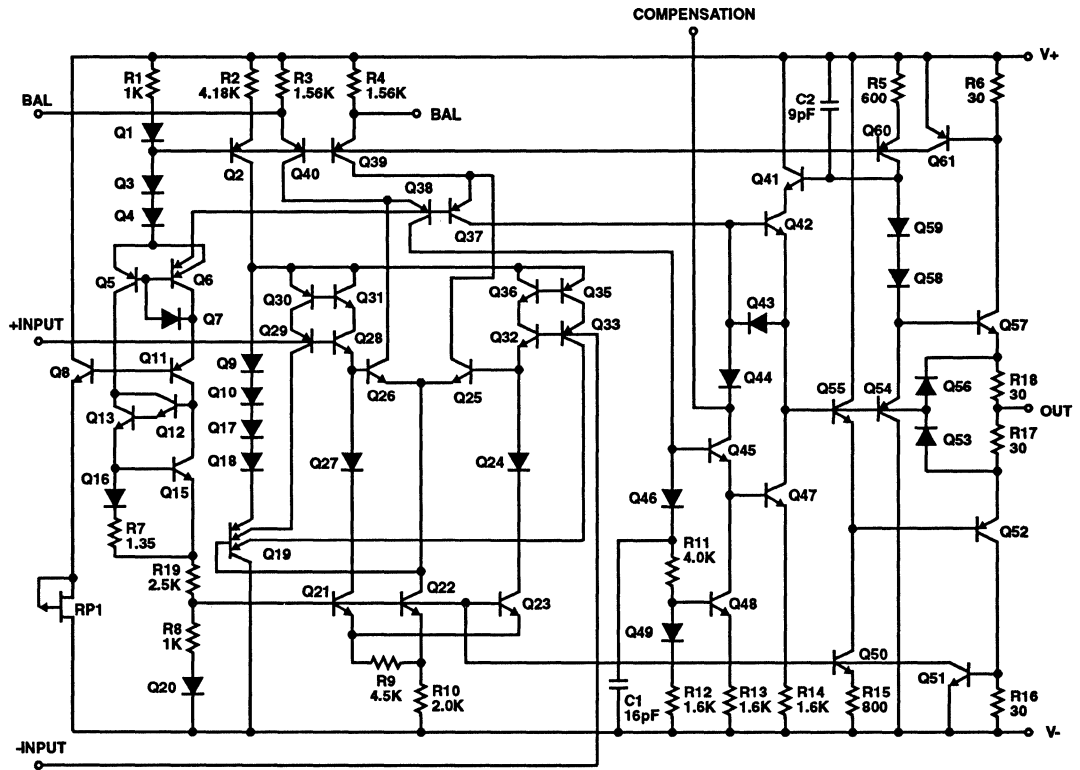 COMPENSATION
V+
R1
1K
R2
4.18K
R3
1.56K
R4
1.56K
C2
9pF
R5
600
R6
30
BAL
BAL
Q1
Q2
Q40
Q39
Q60
Q61
Q3
Q4
Q38
Q37
Q41
Q42
Q59
Q58
Q5
Q6
Q7
Q30
Q31
Q36
Q35
Q43
Q57
+INPUT
Q29
Q28
Q32
Q33
Q8
Q11
Q9
Q10
Q26
Q25
Q44
Q55
Q54
Q56
R18
30
OUT
Q13
Q12
Q17
Q18
Q27
Q24
Q45
Q53
R17
30
Q16
Q15
Q46
Q47
R7
1.35
Q19
R11
4.0K
Q52
R19
2.5K
RP1
Q21
Q22
Q23
Q48
R8
1K
Q49
Q20
R9
4.5K
R10
2.0K
C1
16pF
R12
1.6K
R13
1.6K
R14
1.6K
Q50
R15
800
Q51
R16
30
V-
-INPUT